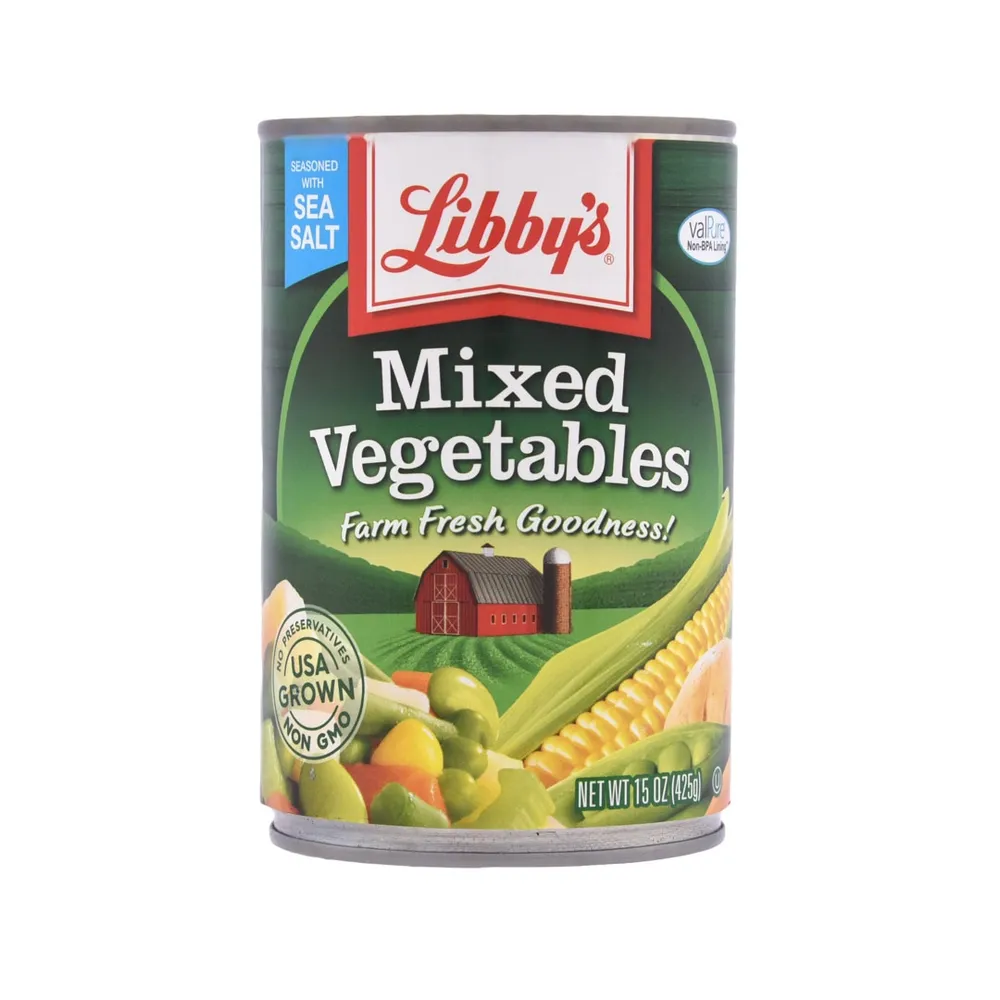 SEASONED
WITH
SEA
SALT
Libby's®
valPure
Non-BPA Lining™
Mixed
Vegetables
Farm Fresh Goodness!
NO PRESERVATIVES
USA
GROWN
NON GMO
NET WT 15 OZ (425g)
U